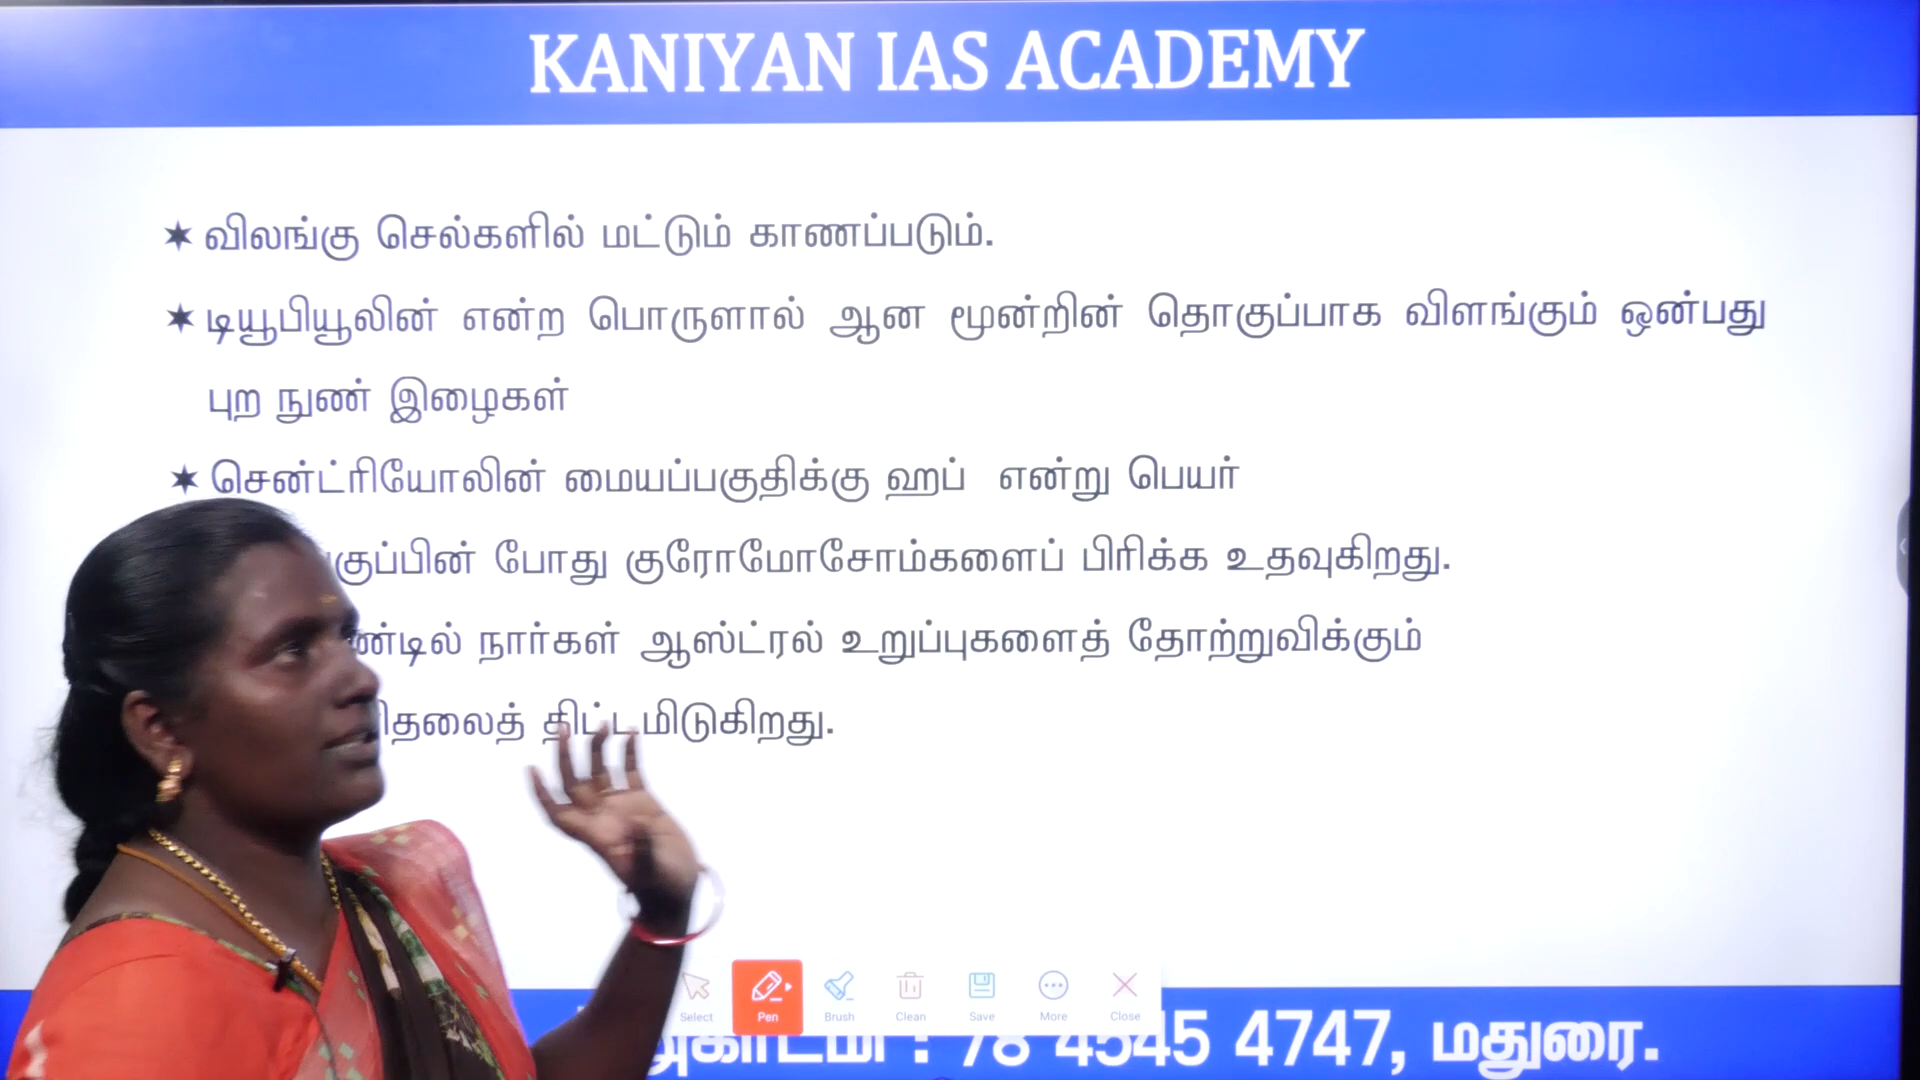 KANIYAN IAS ACADEMY
விலங்கு செல்களில் மட்டும் காணப்படும்.
டியூபியூலின் என்ற பொருளால் ஆன மூன்றின் தொகுப்பாக விளங்கும் ஒன்பது
புற நுண் இழைகள்
சென்ட்ரியோலின் மையப்பகுதிக்கு ஹப் என்று பெயர்
போது குரோமோசோம்களைப் பிரிக்க உதவுகிறது.
நார்கள் ஆஸ்ட்ரல் உறுப்புகளைத் தோற்றுவிக்கும்
திட்டமிடுகிறது.
Select Pen Brush Clean Save More Close
: 78 4545 4747, மதுரை.